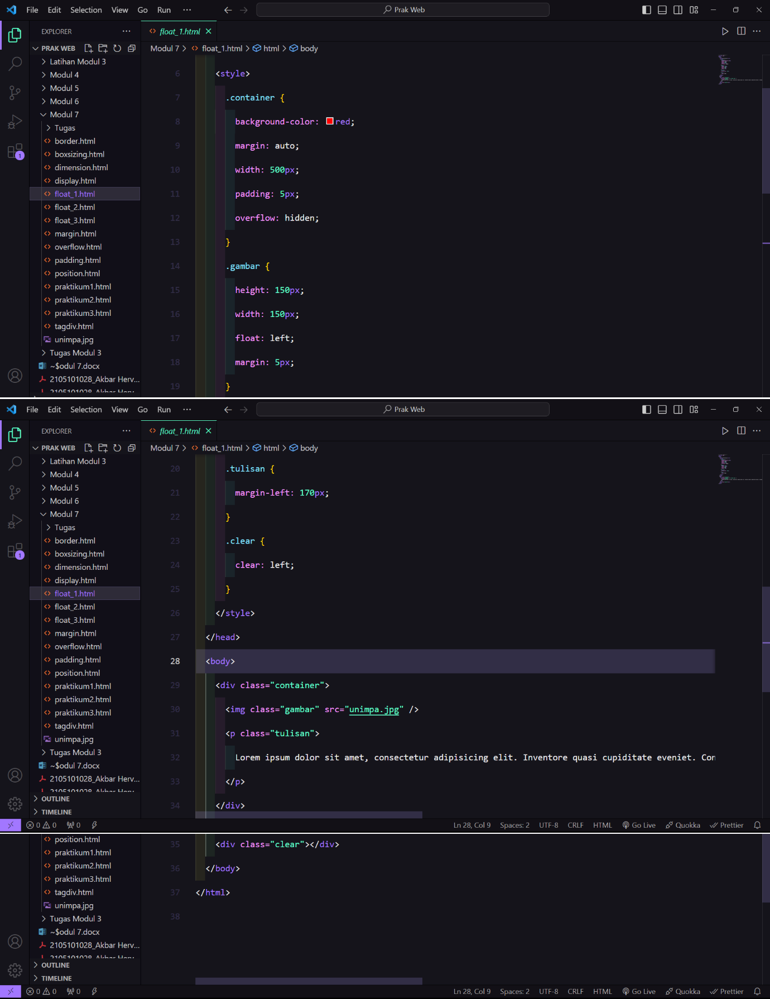 File Edit Selection View Go Run ··· Prak Web
EXPLORER ···
float_1.html
PRAK WEB
Modul 7 > float_1.html > html > body
Latihan Modul 3
Modul 4
Modul 5
Modul 6
Modul 7
Tugas
border.html
boxsizing.html
dimension.html
display.html
float_1.html
float_2.html
float_3.html
margin.html
overflow.html
padding.html
position.html
praktikum1.html
praktikum2.html
praktikum3.html
tagdiv.html
unimpa.jpg
Tugas Modul 3
~$odul 7.docx
2105101028_Akbar Herv...
2105101028_Akbar Herv...
1
6 <style>
7 .container {
8 background-color: red;
9 margin: auto;
10 width: 500px;
11 padding: 5px;
12 overflow: hidden;
13 }
14 .gambar {
15 height: 150px;
16 width: 150px;
17 float: left;
18 margin: 5px;
19 }
File Edit Selection View Go Run ··· Prak Web
EXPLORER ···
float_1.html
PRAK WEB
Modul 7 > float_1.html > html > body
Latihan Modul 3
Modul 4
Modul 5
Modul 6
Modul 7
Tugas
border.html
boxsizing.html
dimension.html
display.html
float_1.html
float_2.html
float_3.html
margin.html
overflow.html
padding.html
position.html
praktikum1.html
praktikum2.html
praktikum3.html
tagdiv.html
unimpa.jpg
Tugas Modul 3
~$odul 7.docx
2105101028_Akbar Herv...
2105101028_Akbar Herv...
OUTLINE
TIMELINE
1
20 .tulisan {
21 margin-left: 170px;
22 }
23 .clear {
24 clear: left;
25 }
26 </style>
27 </head>
28 <body>
29 <div class="container">
30 <img class="gambar" src="unimpa.jpg" />
31 <p class="tulisan">
32 Lorem ipsum dolor sit amet, consectetur adipisicing elit. Inventore quasi cupiditate eveniet. Con
33 </p>
34 </div>
0 0 0 Ln 28, Col 9 Spaces: 2 UTF-8 CRLF HTML Go Live Quokka Prettier
position.html
praktikum1.html
praktikum2.html
praktikum3.html
tagdiv.html
unimpa.jpg
Tugas Modul 3
~$odul 7.docx
2105101028_Akbar Herv...
2105101028_Akbar Herv...
OUTLINE
TIMELINE
35 <div class="clear"></div>
36 </body>
37 </html>
38
0 0 0 Ln 28, Col 9 Spaces: 2 UTF-8 CRLF HTML Go Live Quokka Prettier